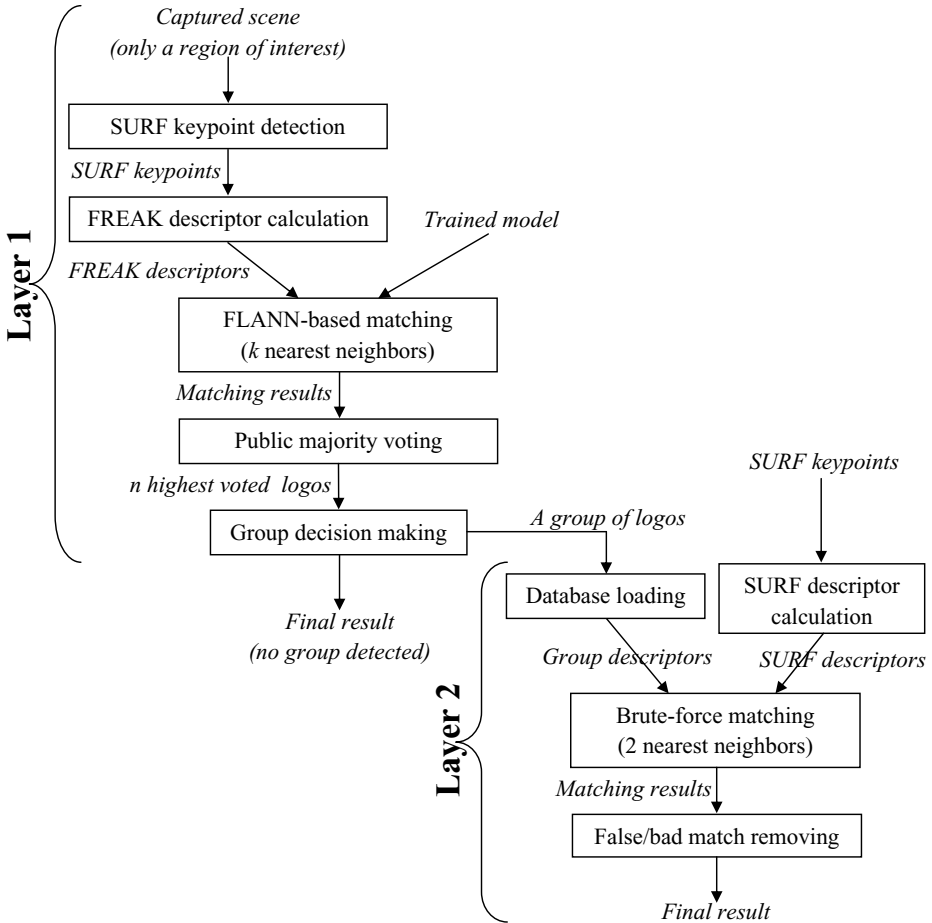 Captured scene
(only a region of interest)
SURF keypoint detection
SURF keypoints
FREAK descriptor calculation
Trained model
FREAK descriptors
FLANN-based matching
(k nearest neighbors)
Matching results
Public majority voting
n highest voted logos
Group decision making
Final result
(no group detected)
Layer 1
A group of logos
SURF keypoints
Database loading
SURF descriptor
calculation
Group descriptors
SURF descriptors
Brute-force matching
(2 nearest neighbors)
Matching results
False/bad match removing
Final result
Layer 2